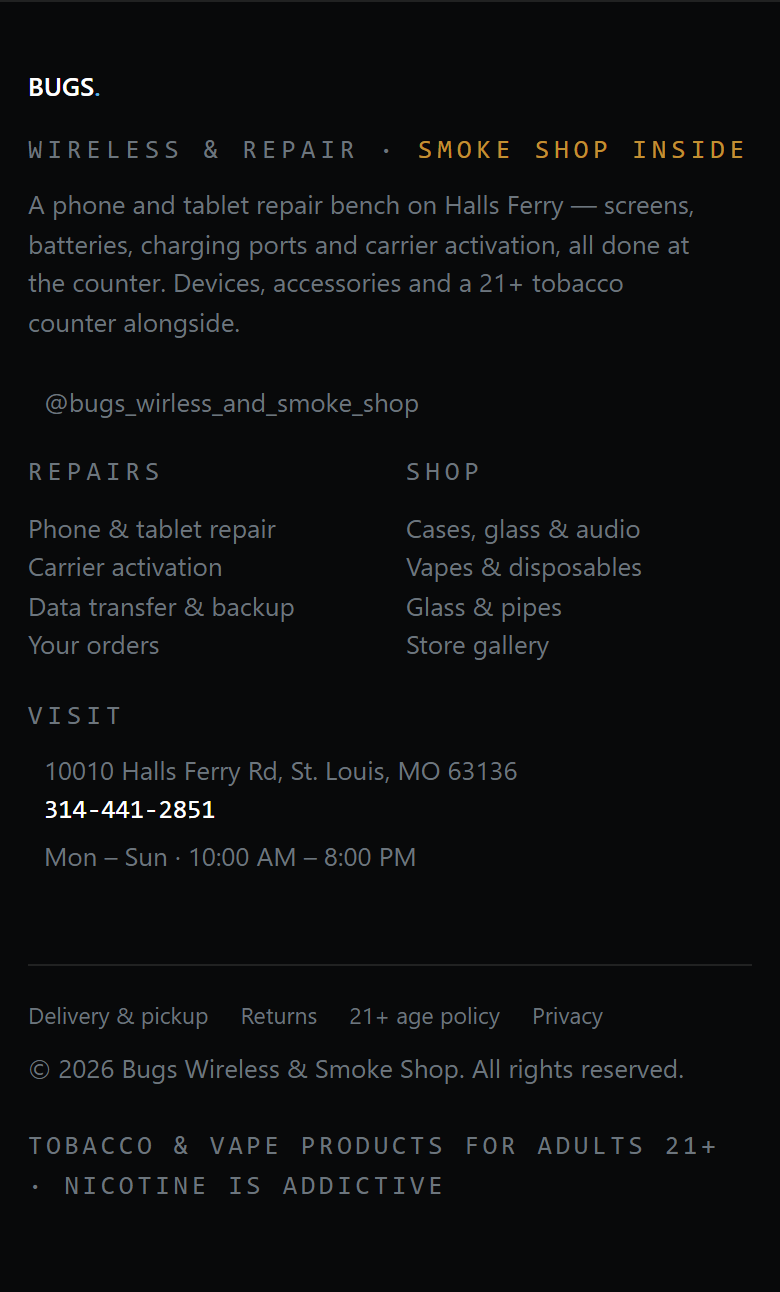 BUGS.
WIRELESS & REPAIR · SMOKE SHOP INSIDE
A phone and tablet repair bench on Halls Ferry — screens,
batteries, charging ports and carrier activation, all done at
the counter. Devices, accessories and a 21+ tobacco
counter alongside.
@bugs_wirless_and_smoke_shop
REPAIRS
Phone & tablet repair
Carrier activation
Data transfer & backup
Your orders
SHOP
Cases, glass & audio
Vapes & disposables
Glass & pipes
Store gallery
VISIT
10010 Halls Ferry Rd, St. Louis, MO 63136
314-441-2851
Mon – Sun · 10:00 AM – 8:00 PM
Delivery & pickup Returns 21+ age policy Privacy
© 2026 Bugs Wireless & Smoke Shop. All rights reserved.
TOBACCO & VAPE PRODUCTS FOR ADULTS 21+
· NICOTINE IS ADDICTIVE